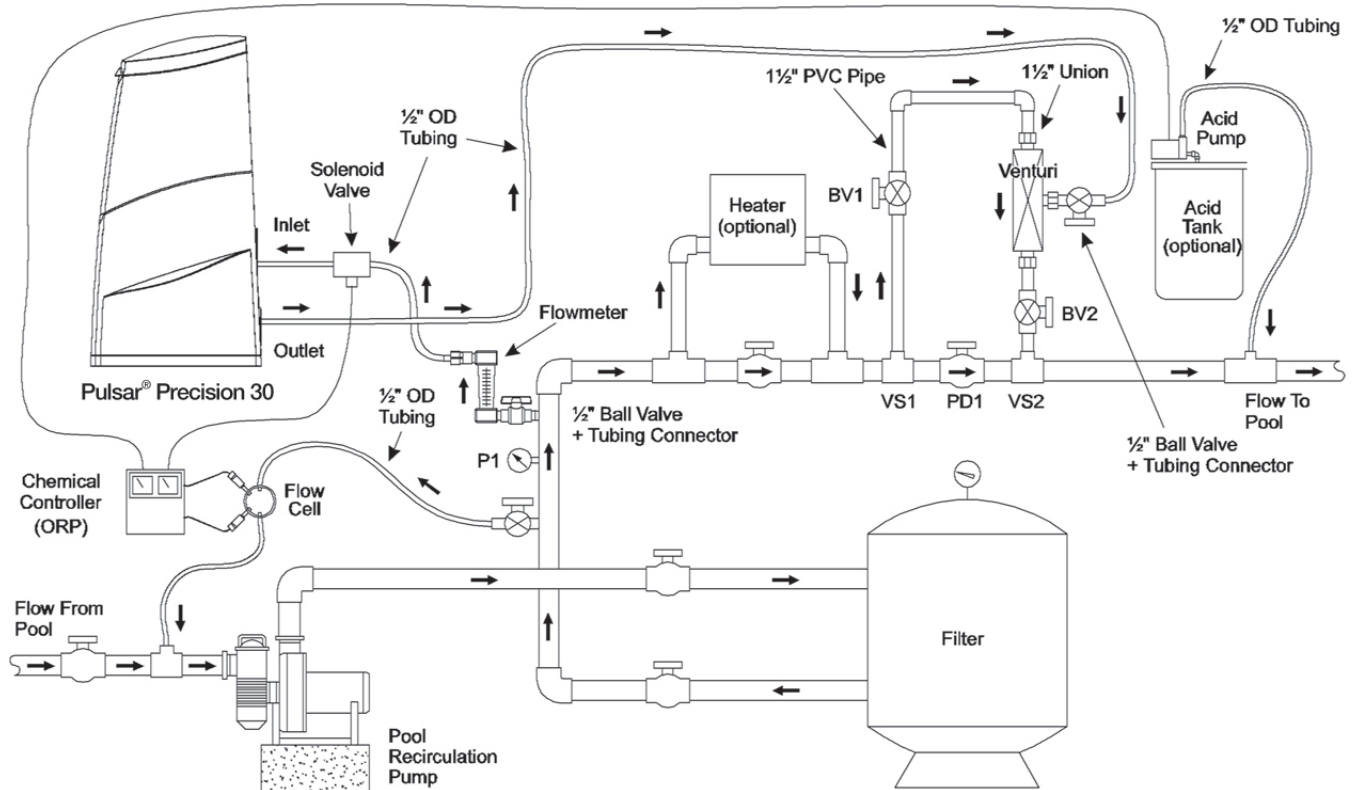 ½" OD Tubing
1½" PVC Pipe
1½" Union
½" OD
Tubing
Acid
Pump
Solenoid
Valve
Venturi
BV1
Heater
(optional)
Acid
Tank
(optional)
Inlet
BV2
Flowmeter
Outlet
Pulsar® Precision 30
½" OD
Tubing
½" Ball Valve
+ Tubing Connector
VS1
PD1
VS2
Flow To
Pool
½" Ball Valve
+ Tubing Connector
P1
Chemical
Controller
(ORP)
Flow
Cell
Flow From
Pool
Filter
Pool
Recirculation
Pump